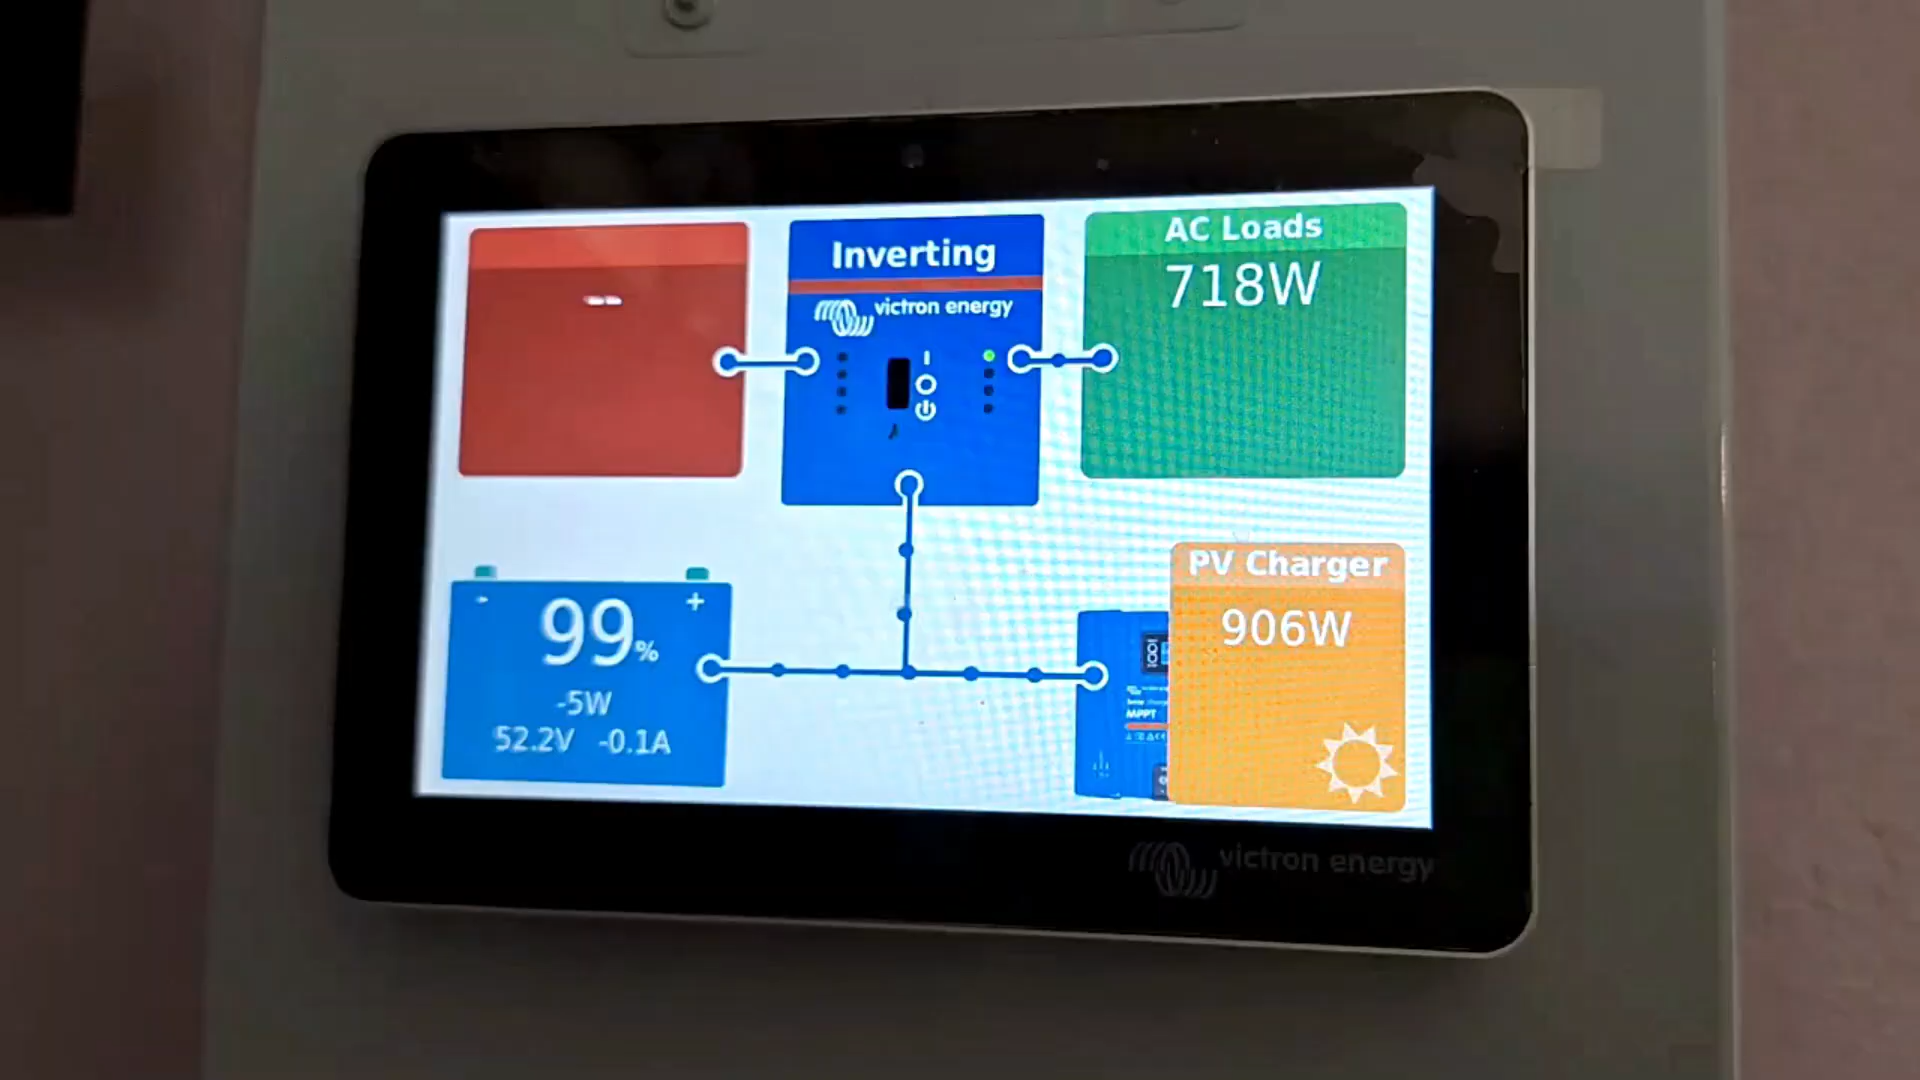 --
Inverting
victron energy
AC Loads
718W
- +
99%
-5W
52.2V -0.1A
MPPT
PV Charger
906W
victron energy